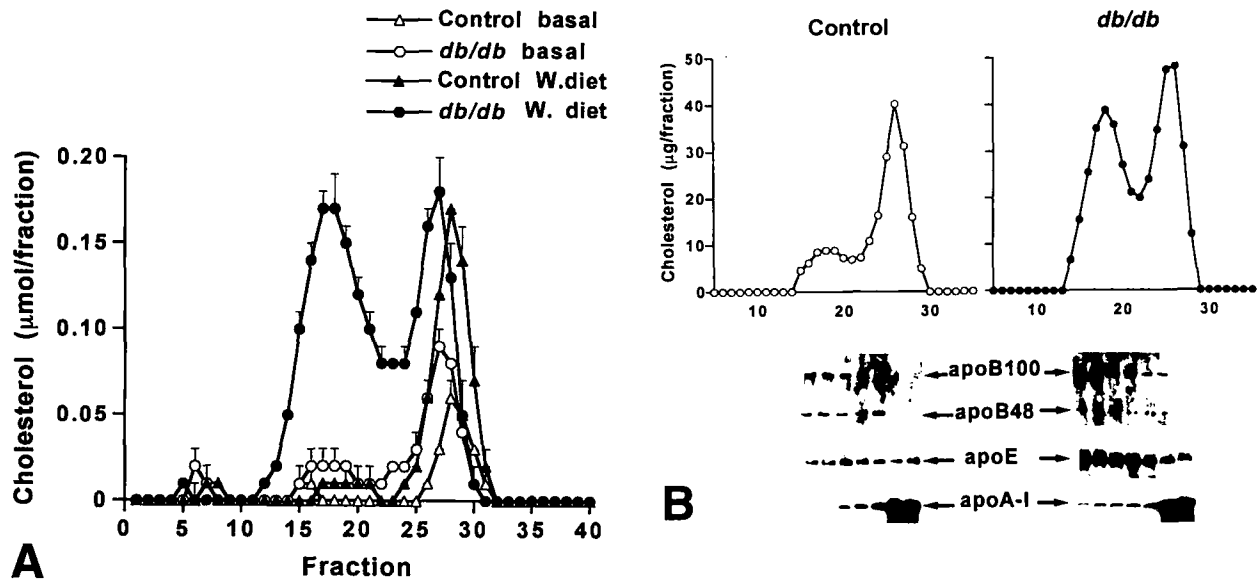 Control basal
db/db basal
Control W.diet
db/db W. diet
Cholesterol (μmol/fraction)
0.20
0.15
0.10
0.05
0
0 5 10 15 20 25 30 35 40
Fraction
A
Control
db/db
Cholesterol (μg/fraction)
50
40
30
20
10
0
10 20 30
10 20 30
apoB100
apoB48
apoE
apoA-I
B